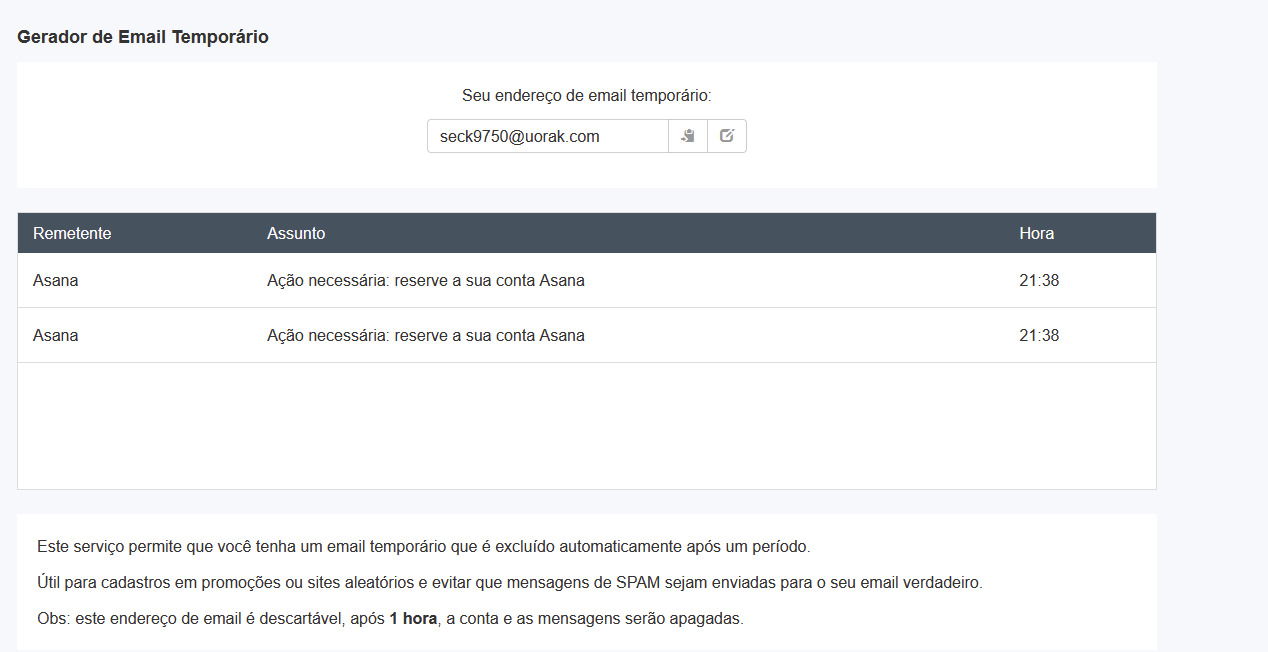 Gerador de Email Temporário
Seu endereço de email temporário:
seck9750@uorak.com
Remetente Assunto Hora
Asana Ação necessária: reserve a sua conta Asana 21:38
Asana Ação necessária: reserve a sua conta Asana 21:38
Este serviço permite que você tenha um email temporário que é excluído automaticamente após um período.
Útil para cadastros em promoções ou sites aleatórios e evitar que mensagens de SPAM sejam enviadas para o seu email verdadeiro.
Obs: este endereço de email é descartável, após 1 hora, a conta e as mensagens serão apagadas.